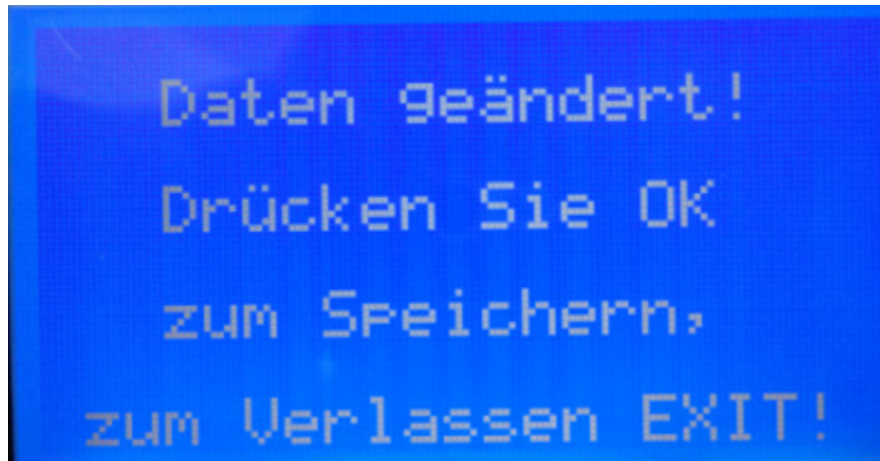 Daten geändert!
Drücken Sie OK
zum Speichern,
zum Verlassen EXIT!